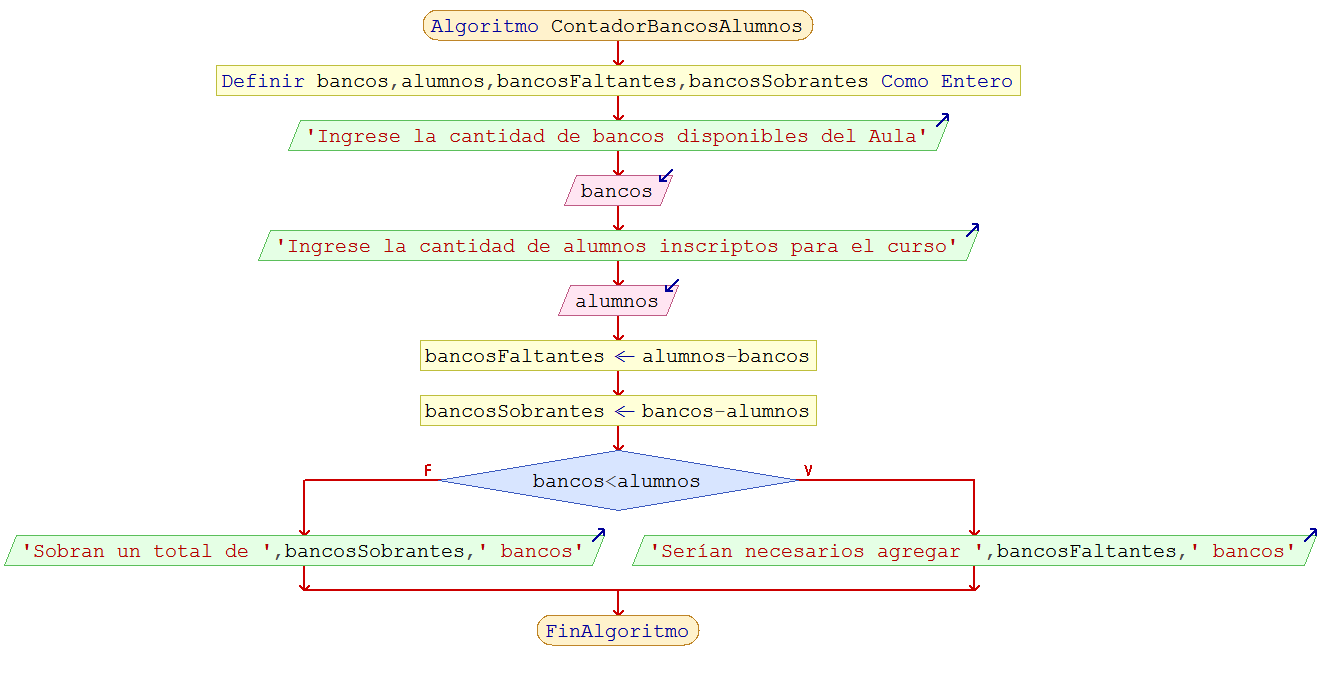 Algoritmo ContadorBancosAlumnos
Definir bancos,alumnos,bancosFaltantes,bancosSobrantes Como Entero
'Ingrese la cantidad de bancos disponibles del Aula'
bancos
'Ingrese la cantidad de alumnos inscriptos para el curso'
alumnos
bancosFaltantes ← alumnos-bancos
bancosSobrantes ← bancos-alumnos
F
V
bancos<alumnos
'Sobran un total de ',bancosSobrantes,' bancos'
'Serían necesarios agregar ',bancosFaltantes,' bancos'
FinAlgoritmo